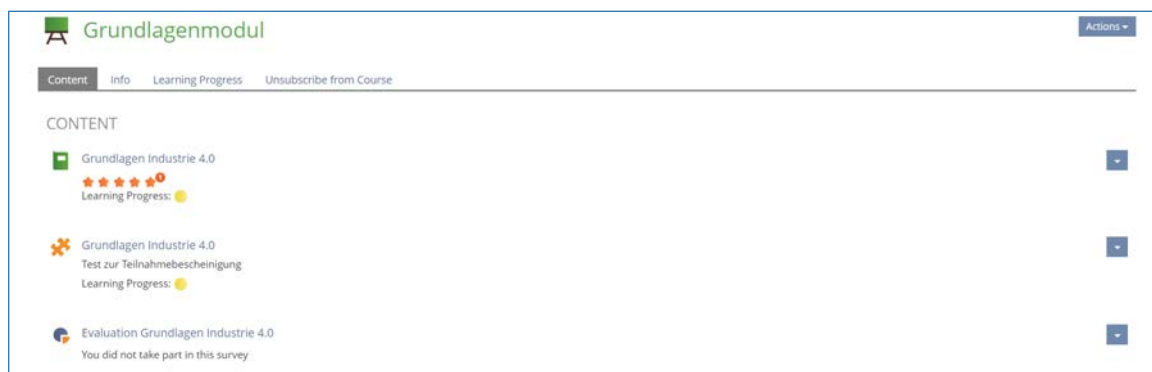 Grundlagenmodul
Actions
Content Info Learning Progress Unsubscribe from Course
CONTENT
Grundlagen Industrie 4.0
1
Learning Progress:
Grundlagen Industrie 4.0
Test zur Teilnahmebescheinigung
Learning Progress:
Evaluation Grundlagen Industrie 4.0
You did not take part in this survey